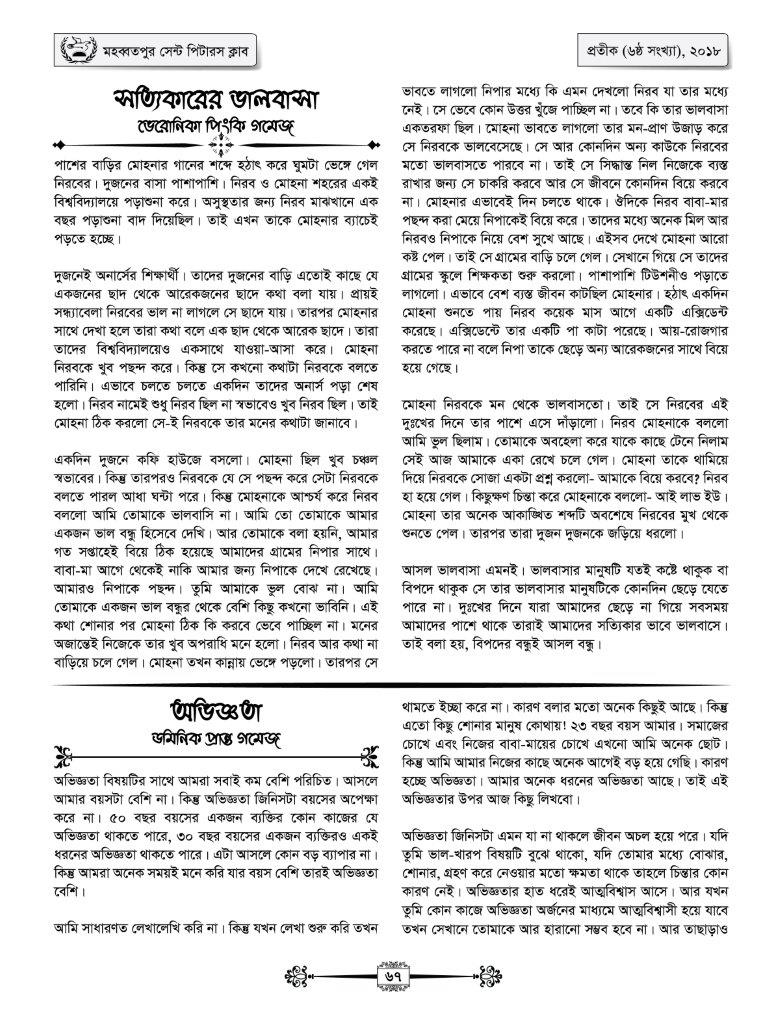 মহব্বতপুর সেন্ট পিটারস ক্লাব
প্রতীক (৬ষ্ঠ সংখ্যা), ২০১৮
সত্যিকারের ভালবাসা
ভেরোনিকা পিংকি গমেজ
পাশের বাড়ির মোহনার গানের শব্দে হঠাৎ করে ঘুমটা ভেঙ্গে গেল
নিরবের। দুজনের বাসা পাশাপাশি। নিরব ও মোহনা শহরের একই
বিশ্ববিদ্যালয়ে পড়াশুনা করে। অসুস্থতার জন্য নিরব মাঝখানে এক
বছর পড়াশুনা বাদ দিয়েছিল। তাই এখন তাকে মোহনার ব্যাচেই
পড়তে হচ্ছে।
দুজনেই অনার্সের শিক্ষার্থী। তাদের দুজনের বাড়ি এতোই কাছে যে
একজনের ছাদ থেকে আরেকজনের ছাদে কথা বলা যায়। প্রায়ই
সন্ধ্যাবেলা নিরবের ভাল না লাগলে সে ছাদে যায়। তারপর মোহনার
সাথে দেখা হলে তারা কথা বলে এক ছাদ থেকে আরেক ছাদে। তারা
তাদের বিশ্ববিদ্যালয়েও একসাথে যাওয়া-আসা করে। মোহনা
নিরবকে খুব পছন্দ করে। কিন্তু সে কখনো কথাটা নিরবকে বলতে
পারিনি। এভাবে চলতে চলতে একদিন তাদের অনার্স পড়া শেষ
হলো। নিরব নামেই শুধু নিরব ছিল না স্বভাবেও খুব নিরব ছিল। তাই
মোহনা ঠিক করলো সে-ই নিরবকে তার মনের কথাটা জানাবে।
একদিন দুজনে কফি হাউজে বসলো। মোহনা ছিল খুব চঞ্চল
স্বভাবের। কিন্তু তারপরও নিরবকে যে সে পছন্দ করে সেটা নিরবকে
বলতে পারল আধা ঘন্টা পরে। কিন্তু মোহনাকে আশ্চর্য করে নিরব
বললো আমি তোমাকে ভালবাসি না। আমি তো তোমাকে আমার
একজন ভাল বন্ধু হিসেবে দেখি। আর তোমাকে বলা হয়নি, আমার
গত সপ্তাহেই বিয়ে ঠিক হয়েছে আমাদের গ্রামের নিপার সাথে।
বাবা-মা আগে থেকেই নাকি আমার জন্য নিপাকে দেখে রেখেছে।
আমারও নিপাকে পছন্দ। তুমি আমাকে ভুল বোঝ না। আমি
তোমাকে একজন ভাল বন্ধুর থেকে বেশি কিছু কখনো ভাবিনি। এই
কথা শোনার পর মোহনা ঠিক কি করবে ভেবে পাচ্ছিল না। মনের
অজান্তেই নিজেকে তার খুব অপরাধি মনে হলো। নিরব আর কথা না
বাড়িয়ে চলে গেল। মোহনা তখন কান্নায় ভেঙ্গে পড়লো। তারপর সে
ভাবতে লাগলো নিপার মধ্যে কি এমন দেখলো নিরব যা তার মধ্যে
নেই। সে ভেবে কোন উত্তর খুঁজে পাচ্ছিল না। তবে কি তার ভালবাসা
একতরফা ছিল। মোহনা ভাবতে লাগলো তার মন-প্রাণ উজাড় করে
সে নিরবকে ভালবেসেছে। সে আর কোনদিন অন্য কাউকে নিরবের
মতো ভালবাসতে পারবে না। তাই সে সিদ্ধান্ত নিল নিজেকে ব্যস্ত
রাখার জন্য সে চাকরি করবে আর সে জীবনে কোনদিন বিয়ে করবে
না। মোহনার এভাবেই দিন চলতে থাকে। ঔদিকে নিরব বাবা-মার
পছন্দ করা মেয়ে নিপাকেই বিয়ে করে। তাদের মধ্যে অনেক মিল আর
নিরবও নিপাকে নিয়ে বেশ সুখে আছে। এইসব দেখে মোহনা আরো
কষ্ট পেল। তাই সে গ্রামের বাড়ি চলে গেল। সেখানে গিয়ে সে তাদের
গ্রামের স্কুলে শিক্ষকতা শুরু করলো। পাশাপাশি টিউশনীও পড়াতে
লাগলো। এভাবে বেশ ব্যস্ত জীবন কাটছিল মোহনার। হঠাৎ একদিন
মোহনা শুনতে পায় নিরব কয়েক মাস আগে একটি এক্সিডেন্ট
করেছে। এক্সিডেন্টে তার একটি পা কাটা পরেছে। আয়-রোজগার
করতে পারে না বলে নিপা তাকে ছেড়ে অন্য আরেকজনের সাথে বিয়ে
হয়ে গেছে।
মোহনা নিরবকে মন থেকে ভালবাসতো। তাই সে নিরবের এই
দুঃখের দিনে তার পাশে এসে দাঁড়ালো। নিরব মোহনাকে বললো
আমি ভুল ছিলাম। তোমাকে অবহেলা করে যাকে কাছে টেনে নিলাম
সেই আজ আমাকে একা রেখে চলে গেল। মোহনা তাকে থামিয়ে
দিয়ে নিরবকে সোজা একটা প্রশ্ন করলো- আমাকে বিয়ে করবে? নিরব
হা হয়ে গেল। কিছুক্ষণ চিন্তা করে মোহনাকে বললো- আই লাভ ইউ।
মোহনা তার অনেক আকাঙ্খিত শব্দটি অবশেষে নিরবের মুখ থেকে
শুনতে পেল। তারপর তারা দুজন দুজনকে জড়িয়ে ধরলো।
আসল ভালবাসা এমনই। ভালবাসার মানুষটি যতই কষ্টে থাকুক বা
বিপদে থাকুক সে তার ভালবাসার মানুষটিকে কোনদিন ছেড়ে যেতে
পারে না। দুঃখের দিনে যারা আমাদের ছেড়ে না গিয়ে সবসময়
আমাদের পাশে থাকে তারাই আমাদের সত্যিকার ভাবে ভালবাসে।
তাই বলা হয়, বিপদের বন্ধুই আসল বন্ধু।
অভিজ্ঞতা
ডমিনিক প্রান্ত গমেজ
অভিজ্ঞতা বিষয়টির সাথে আমরা সবাই কম বেশি পরিচিত। আসলে
আমার বয়সটা বেশি না। কিন্তু অভিজ্ঞতা জিনিসটা বয়সের অপেক্ষা
করে না। ৫০ বছর বয়সের একজন ব্যক্তির কোন কাজের যে
অভিজ্ঞতা থাকতে পারে, ৩০ বছর বয়সের একজন ব্যক্তিরও একই
ধরনের অভিজ্ঞতা থাকতে পারে। এটা আসলে কোন বড় ব্যাপার না।
কিন্তু আমরা অনেক সময়ই মনে করি যার বয়স বেশি তারই অভিজ্ঞতা
বেশি।
আমি সাধারণত লেখালেখি করি না। কিন্তু যখন লেখা শুরু করি তখন
থামতে ইচ্ছা করে না। কারণ বলার মতো অনেক কিছুই আছে। কিন্তু
এতো কিছু শোনার মানুষ কোথায়! ২৩ বছর বয়স আমার। সমাজের
চোখে এবং নিজের বাবা-মায়ের চোখে এখনো আমি অনেক ছোট।
কিন্তু আমি আমার নিজের কাছে অনেক আগেই বড় হয়ে গেছি। কারণ
হচ্ছে অভিজ্ঞতা। আমার অনেক ধরনের অভিজ্ঞতা আছে। তাই এই
অভিজ্ঞতার উপর আজ কিছু লিখবো।
অভিজ্ঞতা জিনিসটা এমন যা না থাকলে জীবন অচল হয়ে পরে। যদি
তুমি ভাল-খারপ বিষয়টি বুঝে থাকো, যদি তোমার মধ্যে বোঝার,
শোনার, গ্রহণ করে নেওয়ার মতো ক্ষমতা থাকে তাহলে চিন্তার কোন
কারণ নেই। অভিজ্ঞতার হাত ধরেই আত্মবিশ্বাস আসে। আর যখন
তুমি কোন কাজে অভিজ্ঞতা অর্জনের মাধ্যমে আত্মবিশ্বাসী হয়ে যাবে
তখন সেখানে তোমাকে আর হারানো সম্ভব হবে না। আর তাছাড়াও
৬৭